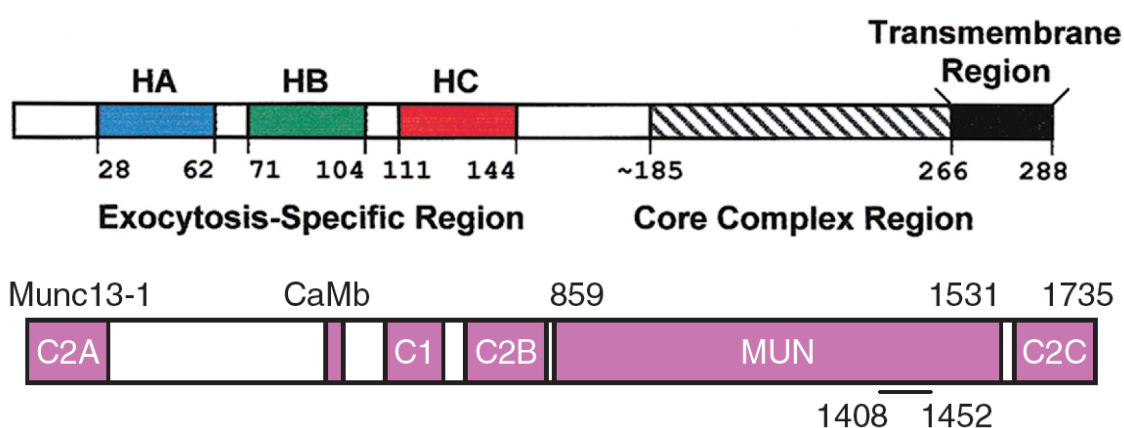 Transmembrane
Region
HA HB HC
28 62 71 104 111 144 ~185 266 288
Exocytosis-Specific Region Core Complex Region
Munc13-1 CaMb 859 1531 1735
C2A C1 C2B MUN C2C
1408 1452